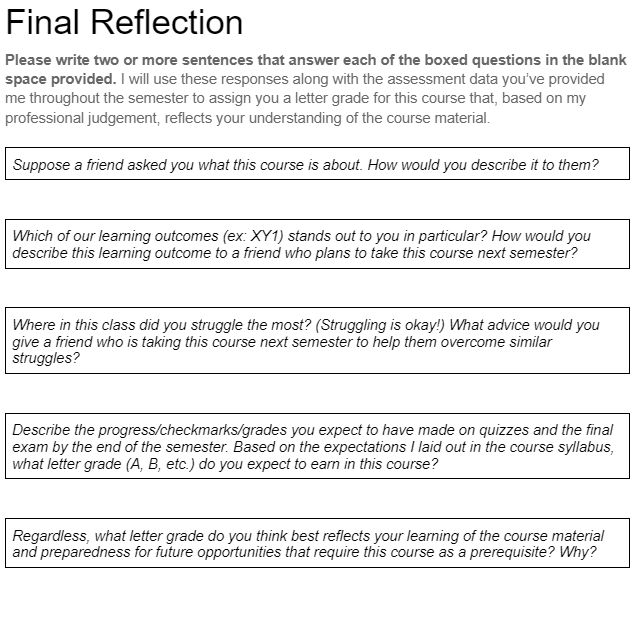 Final Reflection
Please write two or more sentences that answer each of the boxed questions in the blank
space provided. I will use these responses along with the assessment data you've provided
me throughout the semester to assign you a letter grade for this course that, based on my
professional judgement, reflects your understanding of the course material.
Suppose a friend asked you what this course is about. How would you describe it to them?
Which of our learning outcomes (ex: XY1) stands out to you in particular? How would you
describe this learning outcome to a friend who plans to take this course next semester?
Where in this class did you struggle the most? (Struggling is okay!) What advice would you
give a friend who is taking this course next semester to help them overcome similar
struggles?
Describe the progress/checkmarks/grades you expect to have made on quizzes and the final
exam by the end of the semester. Based on the expectations I laid out in the course syllabus,
what letter grade (A, B, etc.) do you expect to earn in this course?
Regardless, what letter grade do you think best reflects your learning of the course material
and preparedness for future opportunities that require this course as a prerequisite? Why?